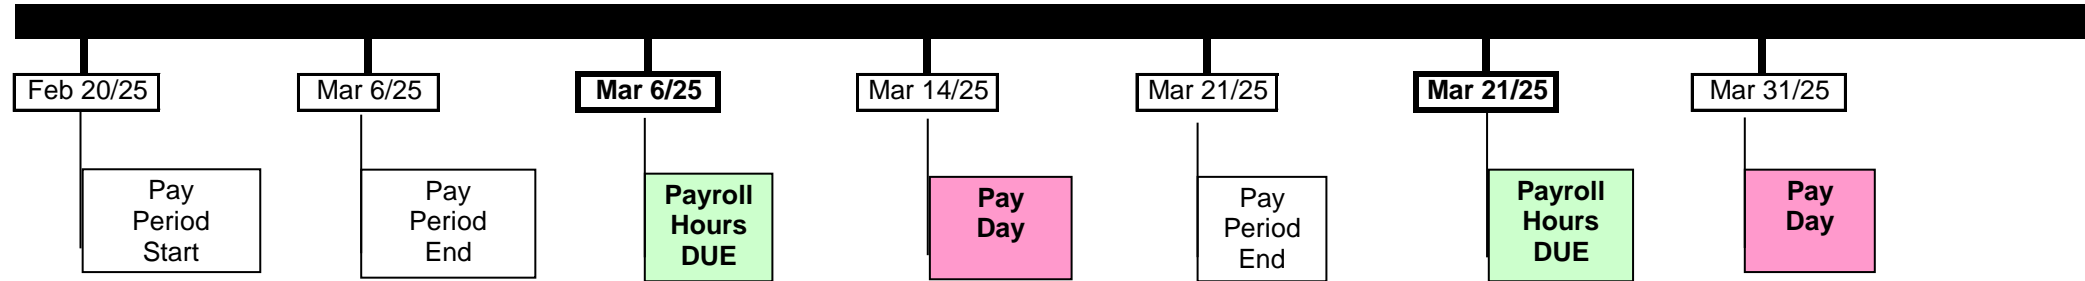 Feb 20/25
Mar 6/25
Mar 6/25
Mar 14/25
Mar 21/25
Mar 21/25
Mar 31/25
Pay
Period
Start
Pay
Period
End
Payroll
Hours
DUE
Pay
Day
Pay
Period
End
Payroll
Hours
DUE
Pay
Day